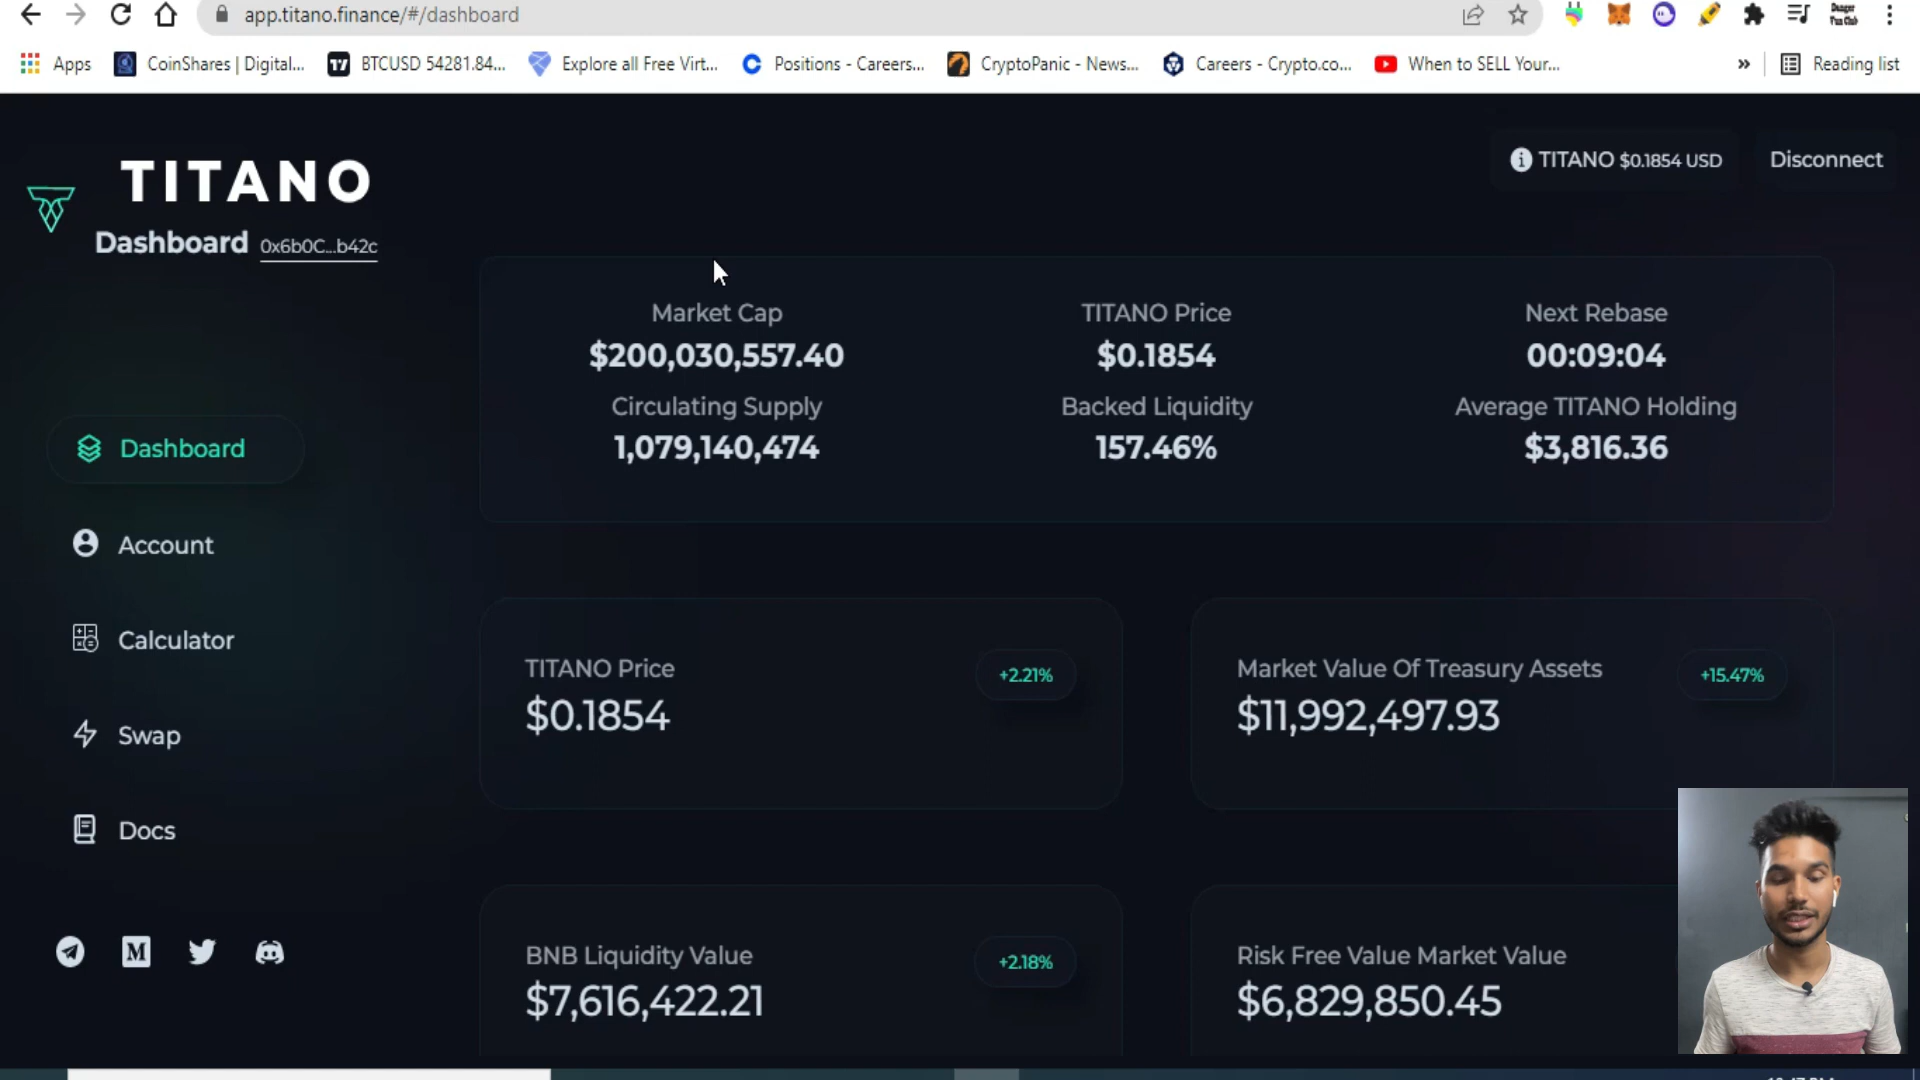 app.titano.finance/#/dashboard
Apps
CoinShares | Digital...
BTCUSD 54281.84...
Explore all Free Virt...
Positions - Careers...
CryptoPanic - News...
Careers - Crypto.co...
When to SELL Your...
»
Reading list
TITANO
Dashboard 0x6b0C...b42c
TITANO $0.1854 USD
Disconnect
Market Cap
$200,030,557.40
TITANO Price
$0.1854
Next Rebase
00:09:04
Circulating Supply
1,079,140,474
Backed Liquidity
157.46%
Average TITANO Holding
$3,816.36
Dashboard
Account
Calculator
Swap
Docs
TITANO Price
+2.21%
$0.1854
Market Value Of Treasury Assets
+15.47%
$11,992,497.93
BNB Liquidity Value
+2.18%
$7,616,422.21
Risk Free Value Market Value
$6,829,850.45